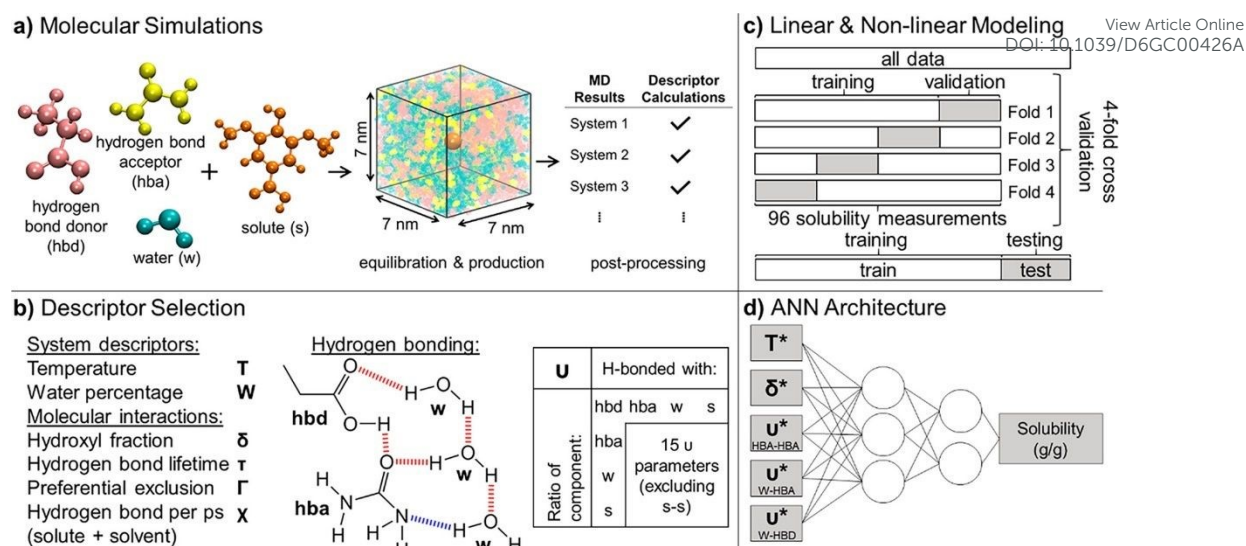 View Article Online
DOI: 10.1039/D6GC00426A
a) Molecular Simulations
hydrogen bond
acceptor
(hba)
hydrogen
bond donor
(hbd)
+
water (w)
solute (s)
7 nm
7 nm
7 nm
equilibration & production
MD Results
Descriptor Calculations
System 1 ✓
System 2 ✓
System 3 ✓
⁞ ⁞
post-processing
b) Descriptor Selection
System descriptors:
Temperature T
Water percentage W
Molecular interactions:
Hydroxyl fraction δ
Hydrogen bond lifetime τ
Preferential exclusion Γ
Hydrogen bond per ps χ
(solute + solvent)
Hydrogen bonding:
O
H O H
hbd
w
O H
O H O H
w
hba
H N N H O H
H H w
υ H-bonded with:
Ratio of component:
hbd hba w s
hba
w
s
15 υ
parameters
(excluding
s-s)
c) Linear & Non-linear Modeling
all data
training validation
Fold 1
Fold 2
Fold 3
Fold 4
4-fold cross
validation
96 solubility measurements
training testing
train test
d) ANN Architecture
T*
δ*
υ*
HBA-HBA
υ*
W-HBA
υ*
W-HBD
Solubility
(g/g)